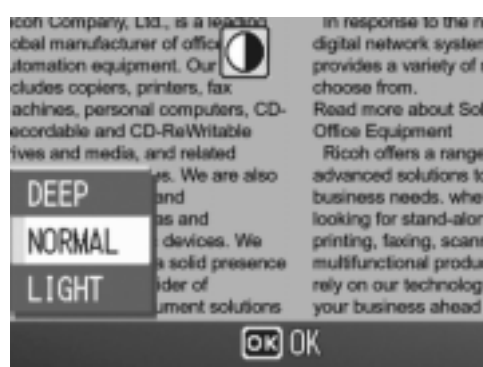 icoh Company, Ltd., is a leading
obal manufacturer of office
utomation equipment. Our
cludes copiers, printers, fax
achines, personal computers, CD-
ecordable and CD-ReWritable
rives and media, and related
es. We are also
and
as and
devices. We
a solid presence
ider of
ument solutions
In response to the n
digital network system
provides a variety of
choose from.
Read more about Sol
Office Equipment
Ricoh offers a range
advanced solutions to
business needs. whe
looking for stand-alon
printing, faxing, scann
multifunctional produ
rely on our technolog
your business ahead
DEEP
NORMAL
LIGHT
OK OK